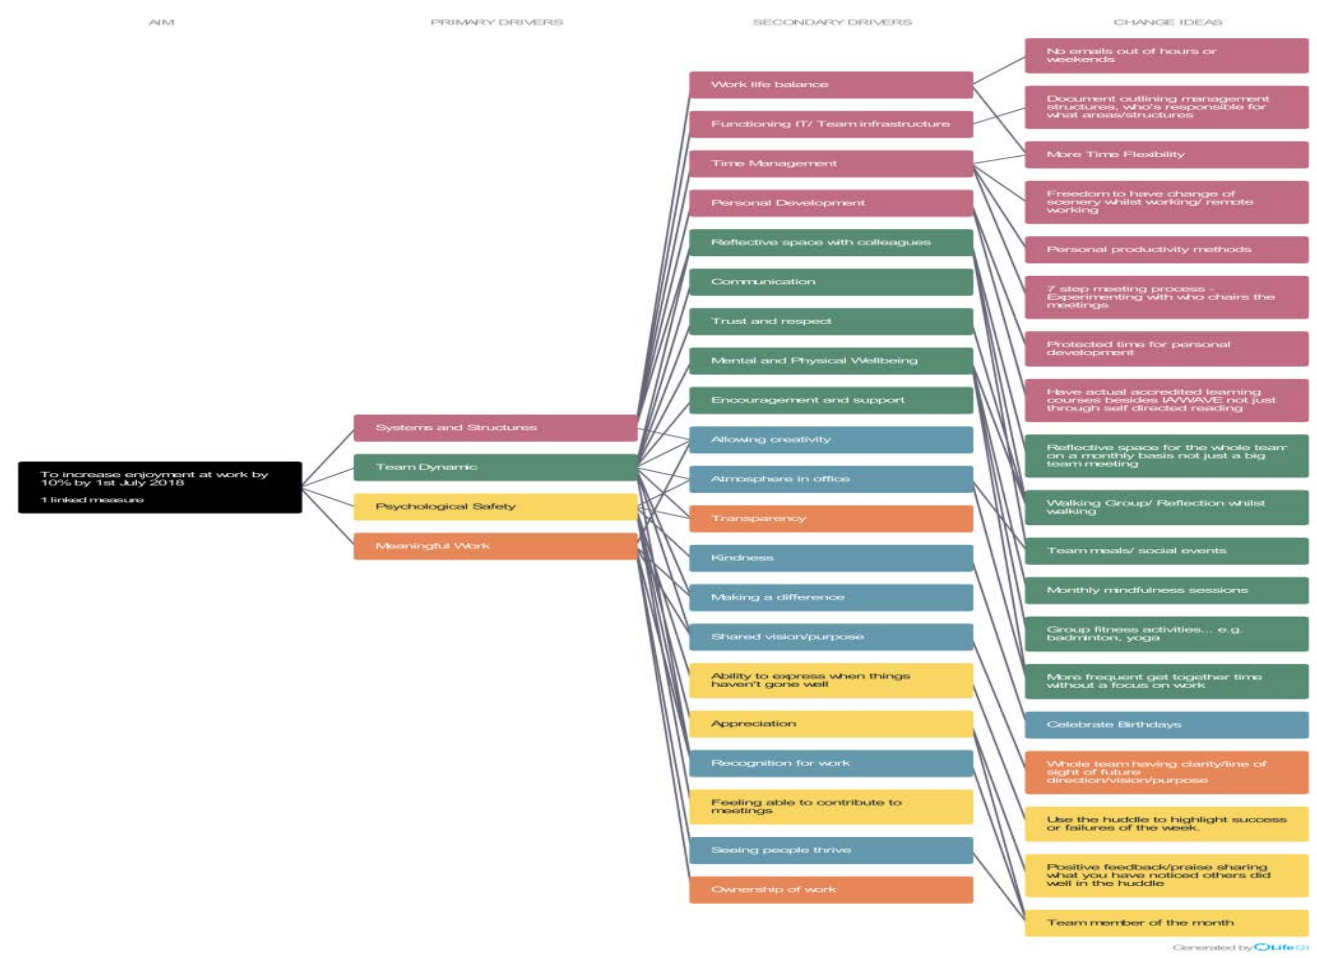 AIM
PRIMARY DRIVERS
SECONDARY DRIVERS
CHANGE IDEAS
To increase enjoyment at work by
10% by 1st July 2018
1 linked measure
Systems and Structures
Team Dynamic
Psychological Safety
Meaningful Work
Work life balance
Functioning IT/ Team infrastructure
Time Management
Personal Development
Reflective space with colleagues
Communication
Trust and respect
Mental and Physical Wellbeing
Encouragement and support
Allowing creativity
Atmosphere in office
Transparency
Kindness
Making a difference
Shared vision/purpose
Ability to express when things
haven't gone well
Appreciation
Recognition for work
Feeling able to contribute to
meetings
Seeing people thrive
Ownership of work
No emails out of hours or
weekends
Document outlining management
structures, who's responsible for
what areas/structures
More Time Flexibility
Freedom to have change of
scenery whilst working/ remote
working
Personal productivity methods
7 step meeting process -
Experimenting with who chairs the
meetings
Protected time for personal
development
Have actual accredited learning
courses besides IA/WAVE not just
through self directed reading
Reflective space for the whole team
on a monthly basis not just a big
team meeting
Walking Group/ Reflection whilst
walking
Team meals/ social events
Monthly mindfulness sessions
Group fitness activities... e.g.
badminton, yoga
More frequent get together time
without a focus on work
Celebrate Birthdays
Whole team having clarity/line of
sight of future
direction/vision/purpose
Use the huddle to highlight success
or failures of the week.
Positive feedback/praise sharing
what you have noticed others did
well in the huddle
Team member of the month
Generated by Life QI